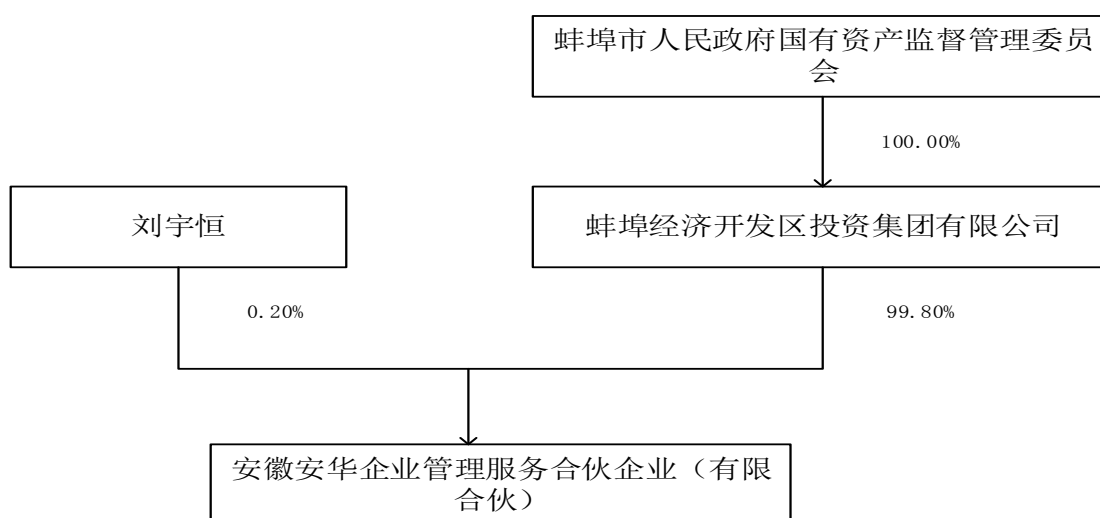 蚌埠市人民政府国有资产监督管理委员
会
100.00%
刘宇恒
蚌埠经济开发区投资集团有限公司
0.20%
99.80%
安徽安华企业管理服务合伙企业（有限
合伙）